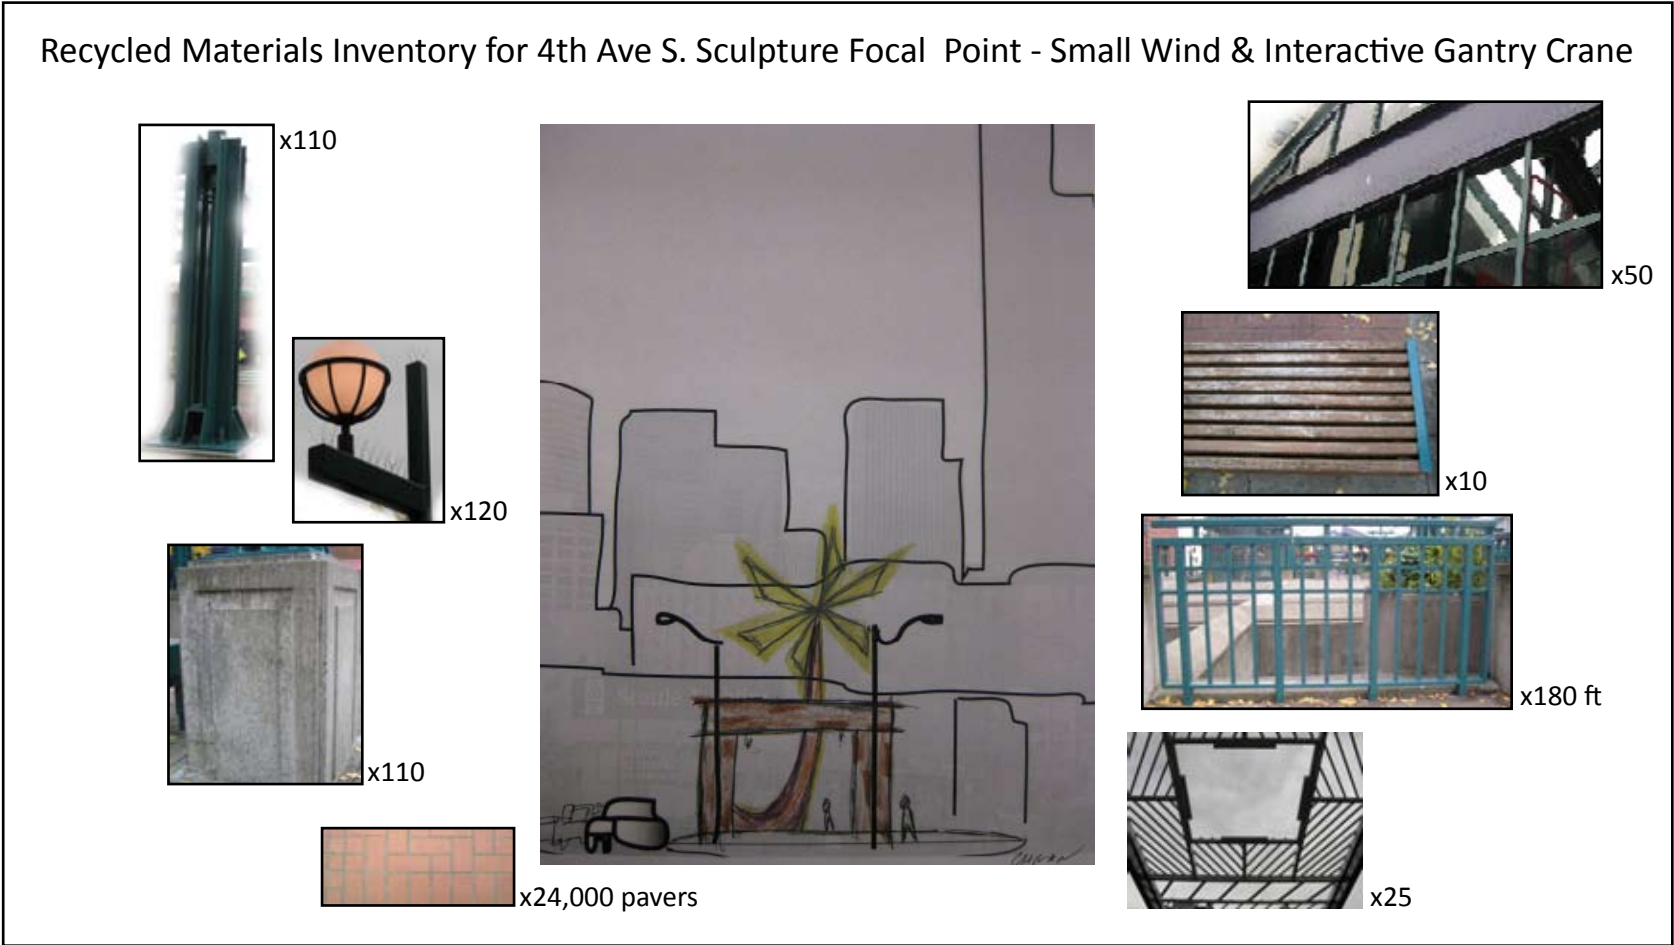 Recycled Materials Inventory for 4th Ave S. Sculpture Focal  Point - Small Wind & Interactive Gantry Crane
x110
x120
x110
x24,000 pavers
x50
x10
x180 ft
x25